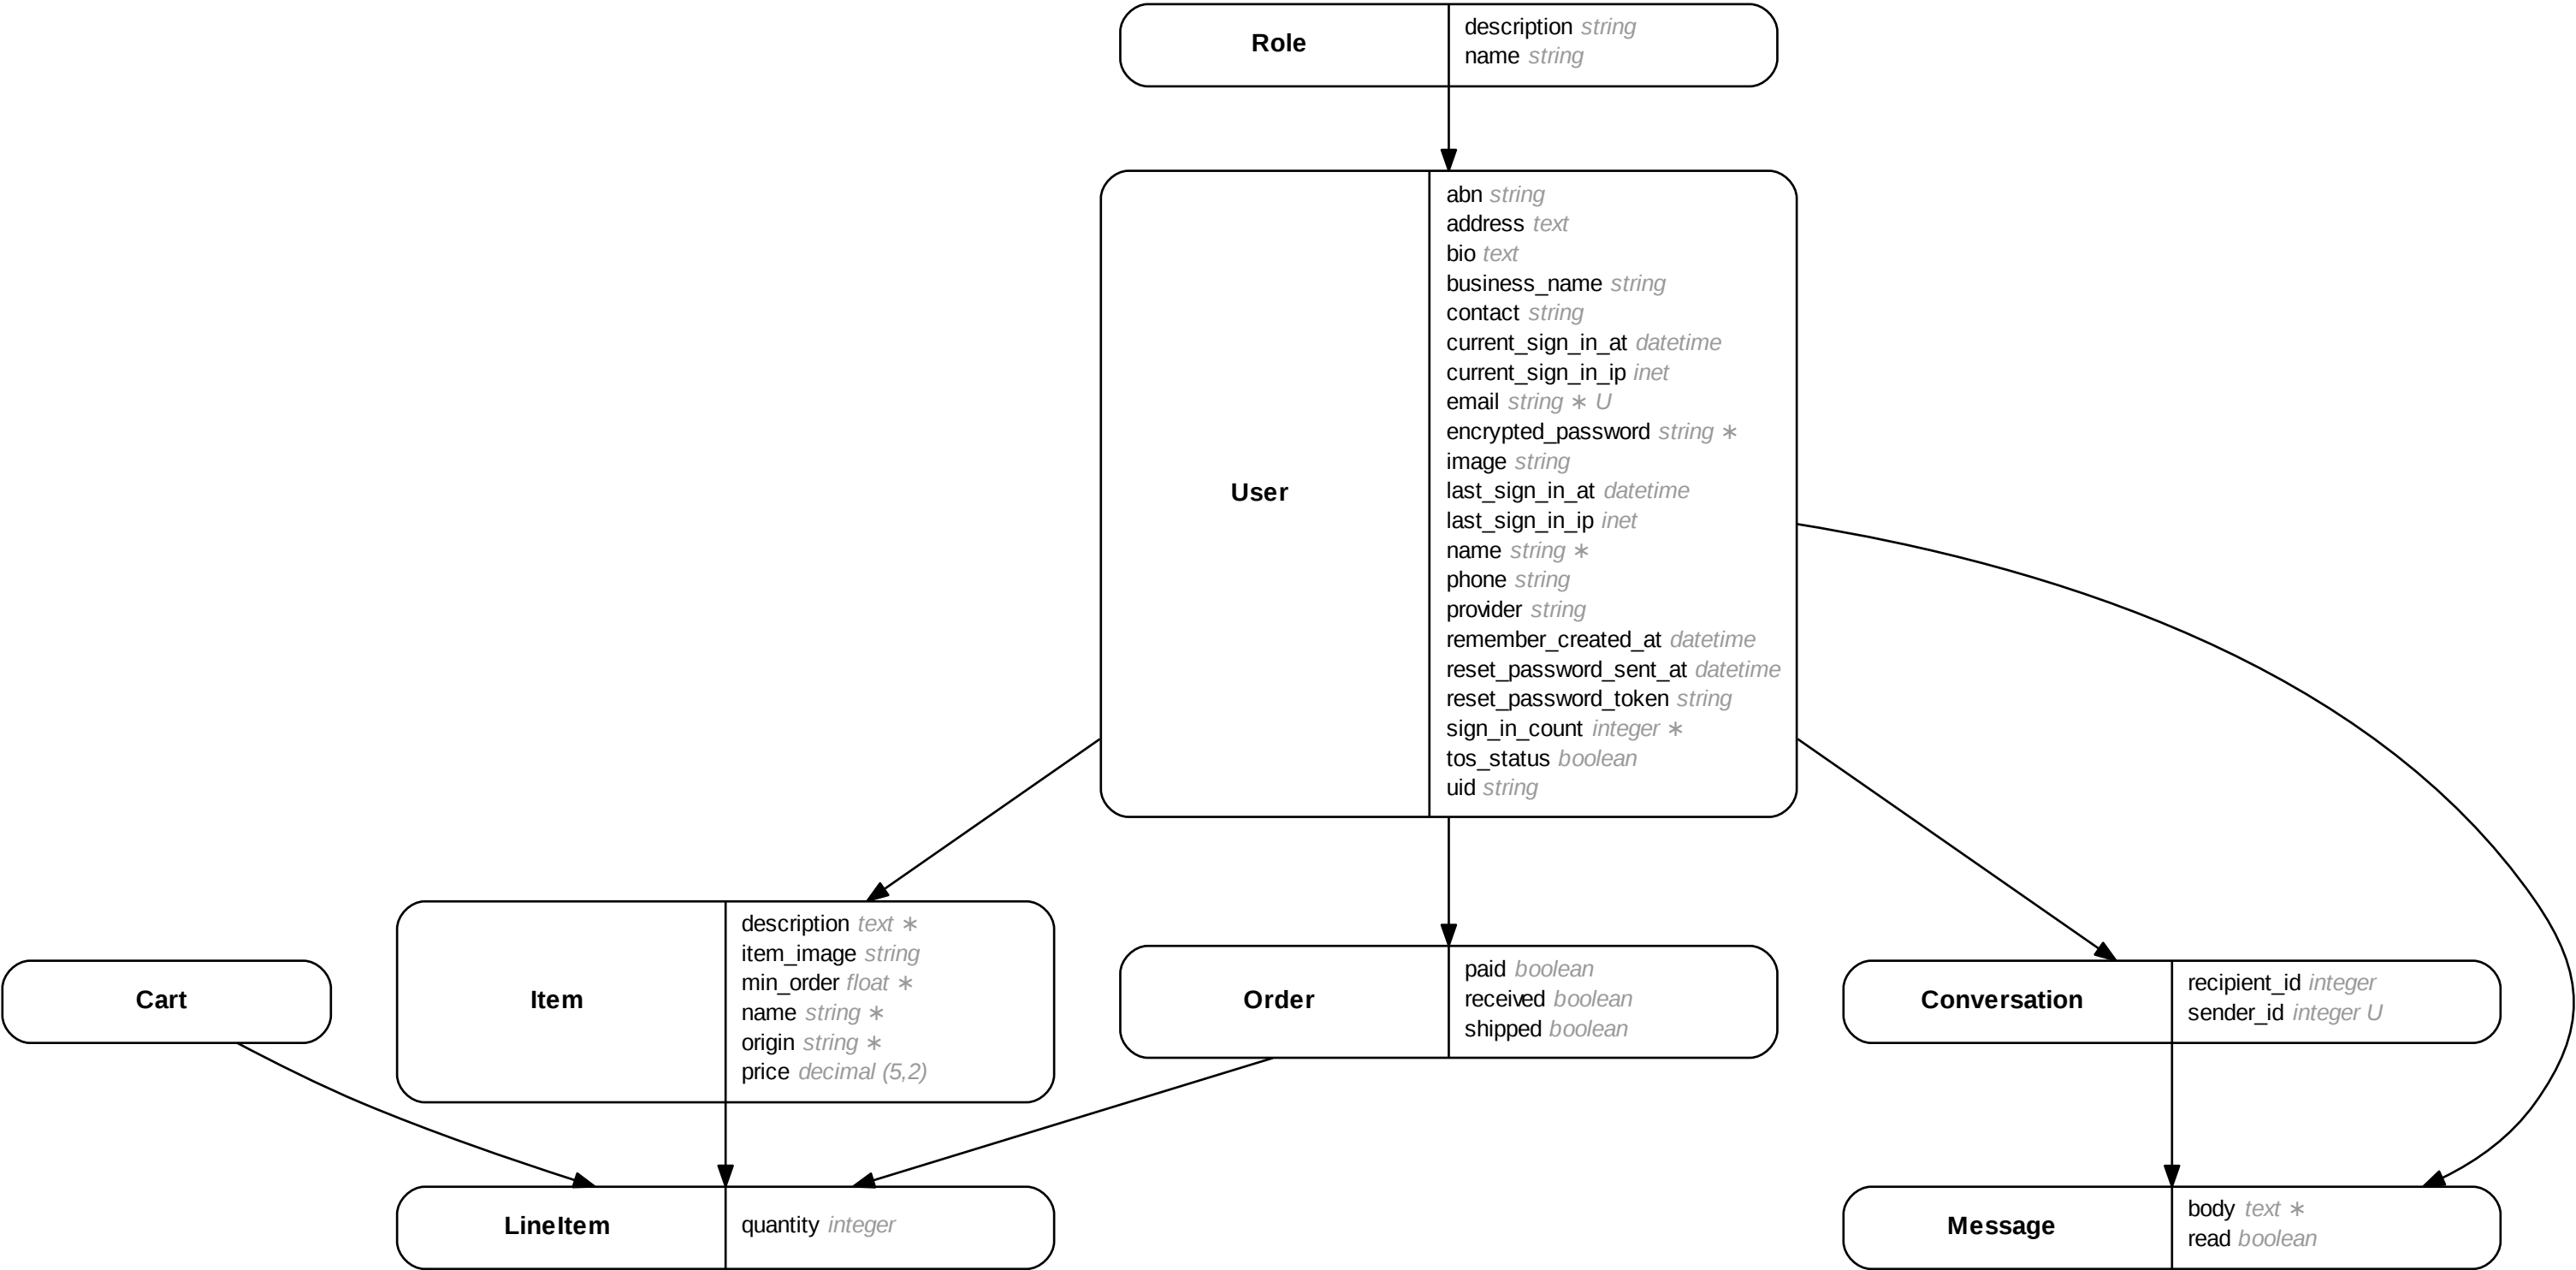 Role
description string
name string
User
abn string
address text
bio text
business_name string
contact string
current_sign_in_at datetime
current_sign_in_ip inet
email string ∗ U
encrypted_password string ∗
image string
last_sign_in_at datetime
last_sign_in_ip inet
name string ∗
phone string
provider string
remember_created_at datetime
reset_password_sent_at datetime
reset_password_token string
sign_in_count integer ∗
tos_status boolean
uid string
Cart
Item
description text ∗
item_image string
min_order float ∗
name string ∗
origin string ∗
price decimal (5,2)
Order
paid boolean
received boolean
shipped boolean
Conversation
recipient_id integer
sender_id integer U
LineItem
quantity integer
Message
body text ∗
read boolean